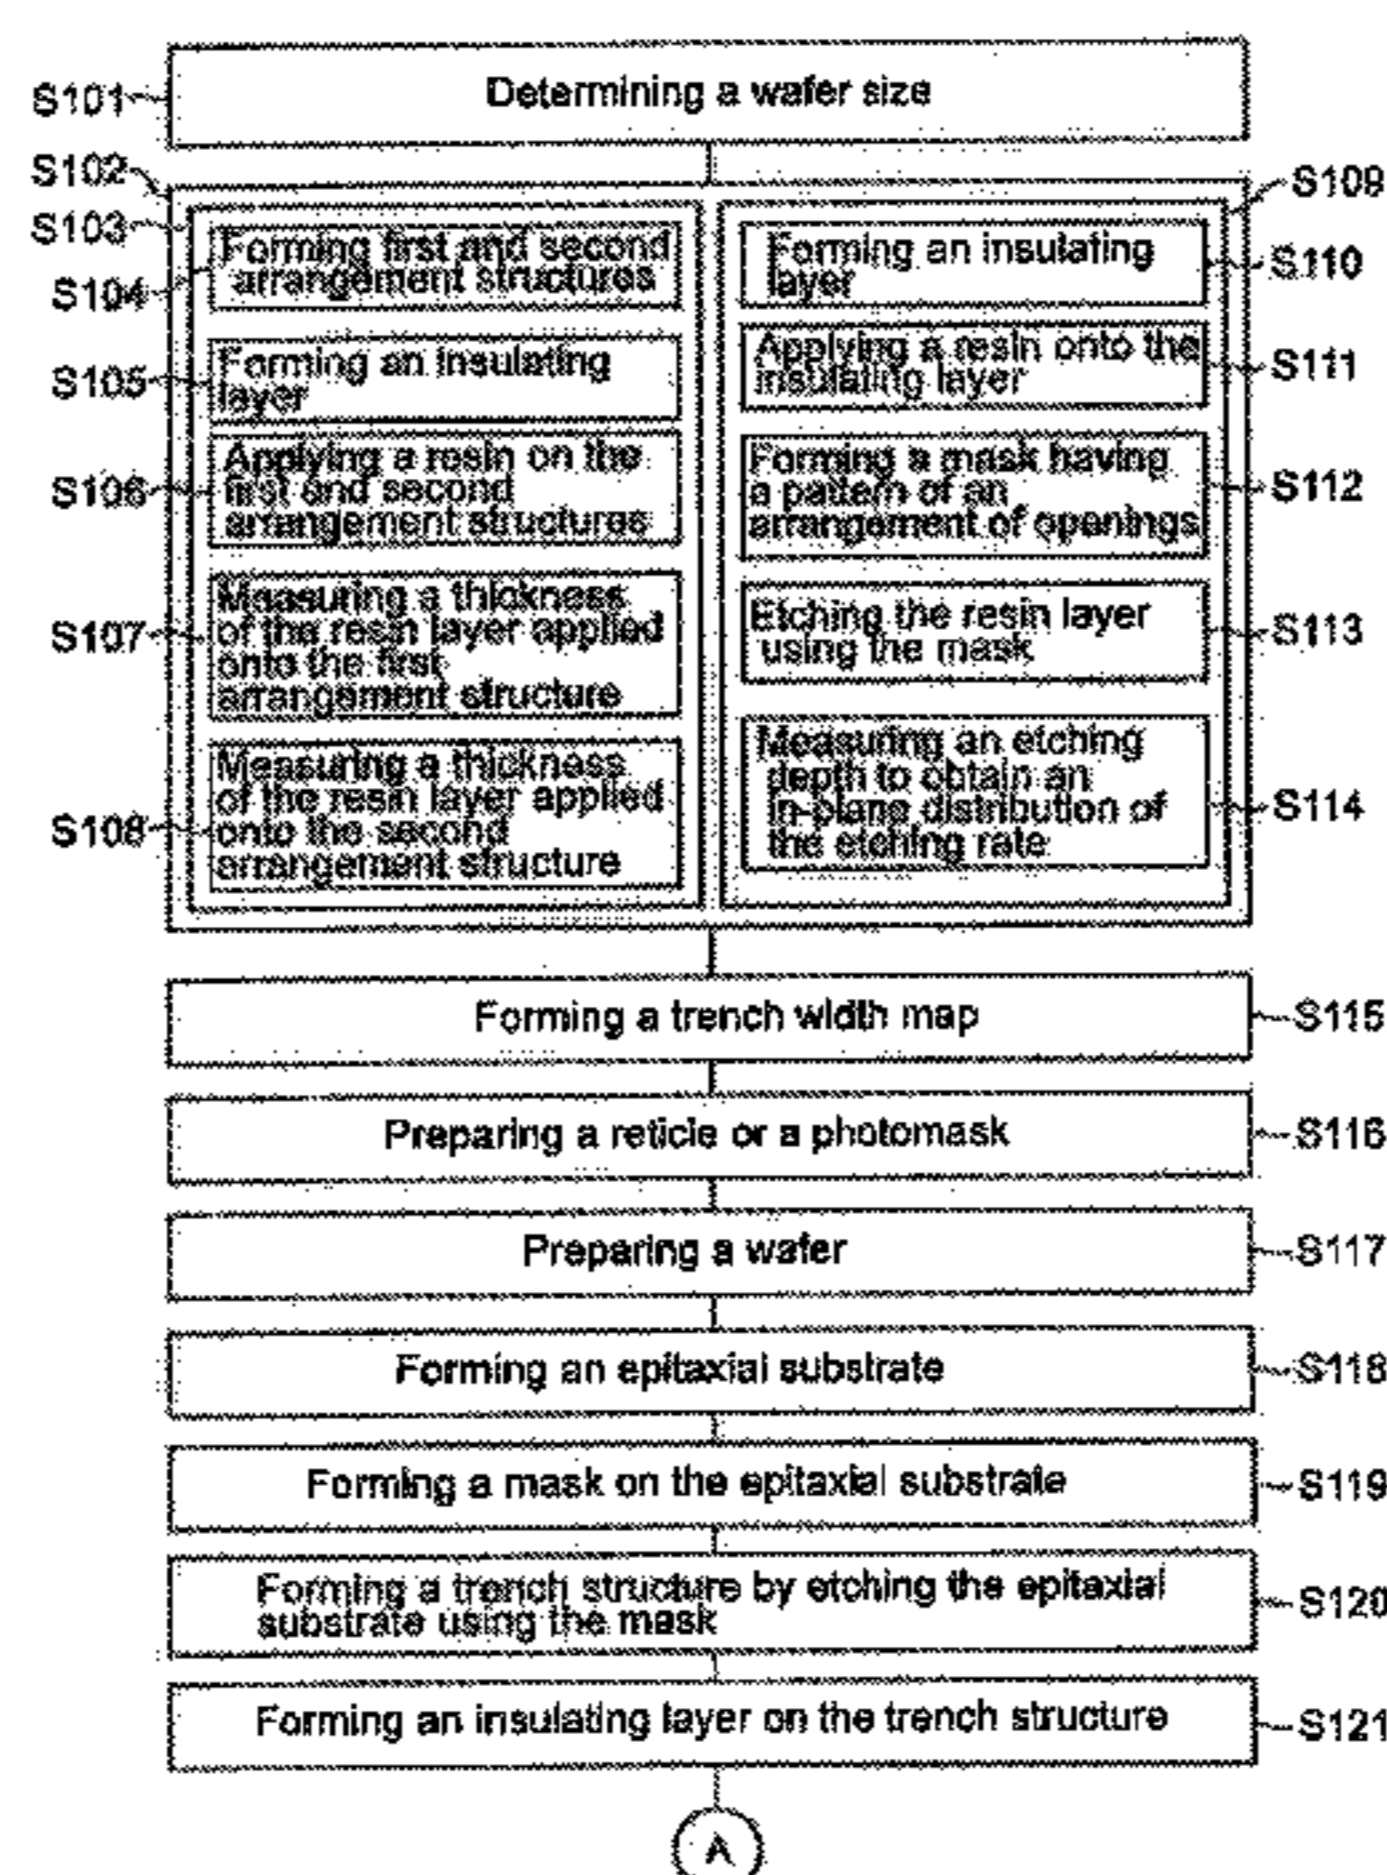 S101
Determining a wafer size
S102
S103
S109
S104
Forming first and second
arrangement structures
S105
Forming an insulating
layer
S106
Applying a resin on the
first and second
arrangement structures
S107
Measuring a thickness
of the resin layer applied
onto the first
arrangement structure
S108
Measuring a thickness
of the resin layer applied
onto the second
arrangement structure
Forming an insulating
layer
S110
Applying a resin onto the
insulating layer
S111
Forming a mask having
a pattern of an
arrangement of openings
S112
Etching the resin layer
using the mask
S113
Measuring an etching
depth to obtain an
in-plane distribution of
the etching rate
S114
Forming a trench width map
S115
Preparing a reticle or a photomask
S116
Preparing a wafer
S117
Forming an epitaxial substrate
S118
Forming a mask on the epitaxial substrate
S119
Forming a trench structure by etching the epitaxial
substrate using the mask
S120
Forming an insulating layer on the trench structure
S121
A